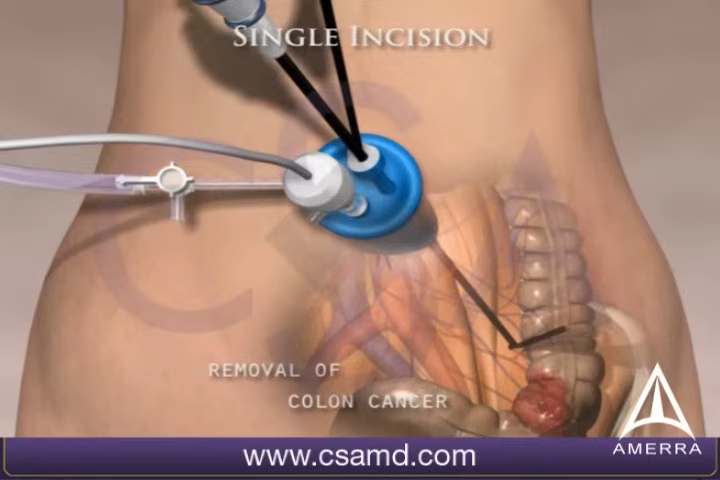 SINGLE INCISION
REMOVAL OF
COLON CANCER
AMERRA
www.csamd.com